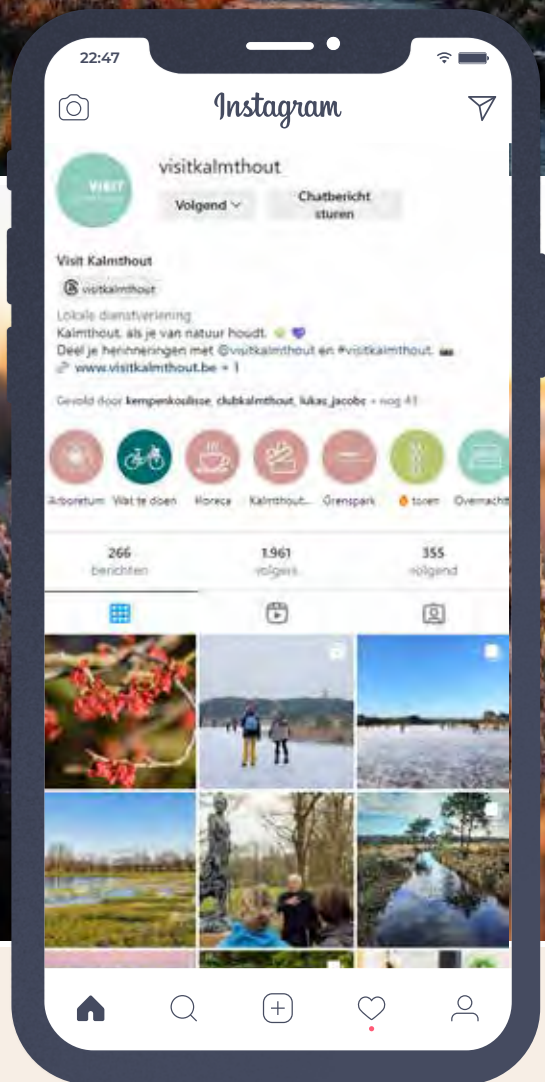 22:47
Instagram
VISIT
visitkalmthout
Volgend
Chatbericht
sturen
Visit Kalmthout
visitkalmthout
Lokale dienstverlening
Kalmthout, als je van natuur houdt. 🍃 💜
Deel je herinneringen met @visitkalmthout en #visitkalmthout.
www.visitkalmthout.be + 1
Gevold door kempenkoulisse, clubkalmthout, lukas_jacobs + nog 41
Arboretum Wat te doen Horeca Kalmthout... Grenspark 🔥 toren Overnacht
266 1.961 355
berichten volgers volgend